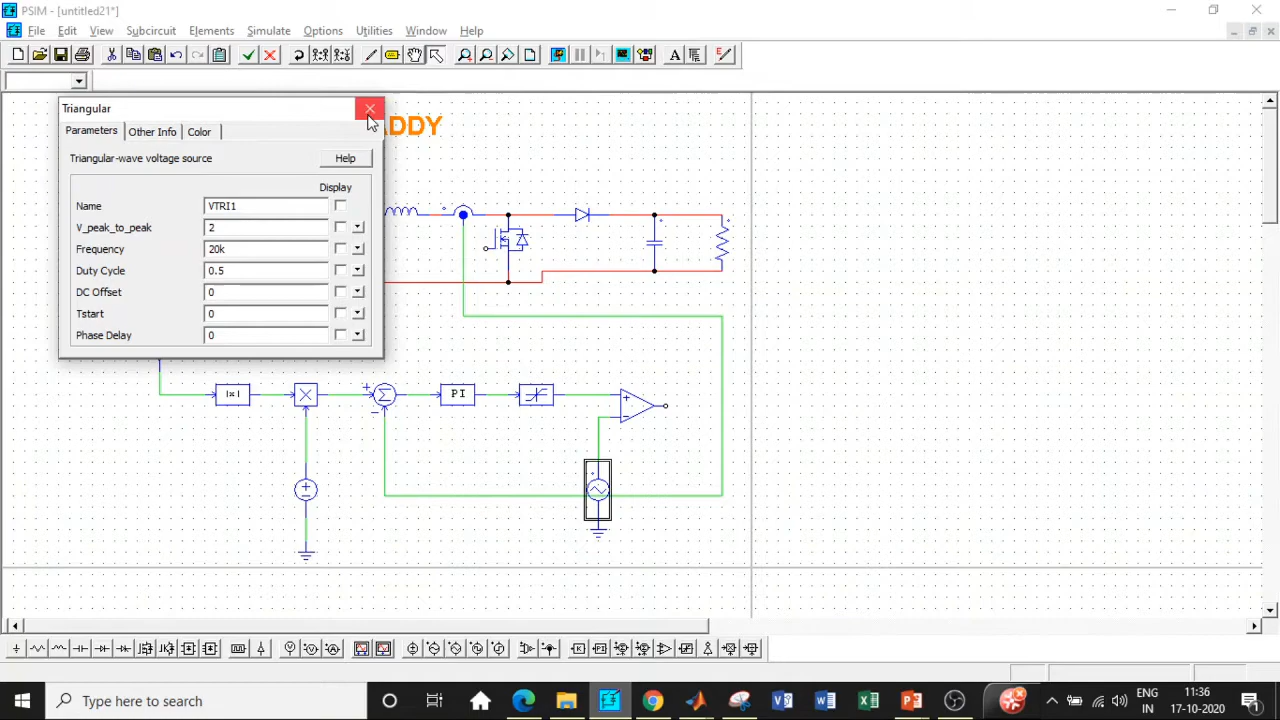 PSIM - [untitled21*]
File Edit View Subcircuit Elements Simulate Options Utilities Window Help
Triangular
ADDY
Parameters Other Info Color
Triangular-wave voltage source Help
Display
Name VTRI1
V_peak_to_peak 2
Frequency 20k
Duty Cycle 0.5
DC Offset 0
Tstart 0
Phase Delay 0
|x| PI
Type here to search
ENG 11:36
IN 17-10-2020